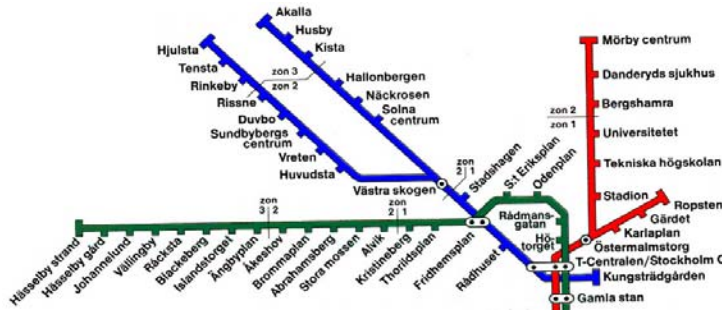 Akalla
Husby
Kista
Hallonbergen
Näckrosen
Solna
centrum
Hjulsta
Tensta
Rinkeby
Rissne
Duvbo
Sundbybergs
centrum
Vreten
Huvudsta
zon 3
zon 2
Västra skogen
2
1
Stadshagen
S:t Eriksplan
Odenplan
Rådmans-
gatan
Hö-
torget
Mörby centrum
Danderyds sjukhus
Bergshamra
zon 2
zon 1
Universitetet
Tekniska högskolan
Stadion
Ropsten
Gärdet
Karlaplan
Östermalmstorg
T-Centralen/Stockholm C
Kungsträdgården
Gamla stan
zon
3
2
zon
2
1
Hässelby strand
Hässelby gård
Johannelund
Vällingby
Råcksta
Blackeberg
Islandstorget
Ängbyplan
Åkeshov
Brommaplan
Abrahamsberg
Stora mossen
Alvik
Kristineberg
Thorildsplan
Fridhemsplan
Rådhuset